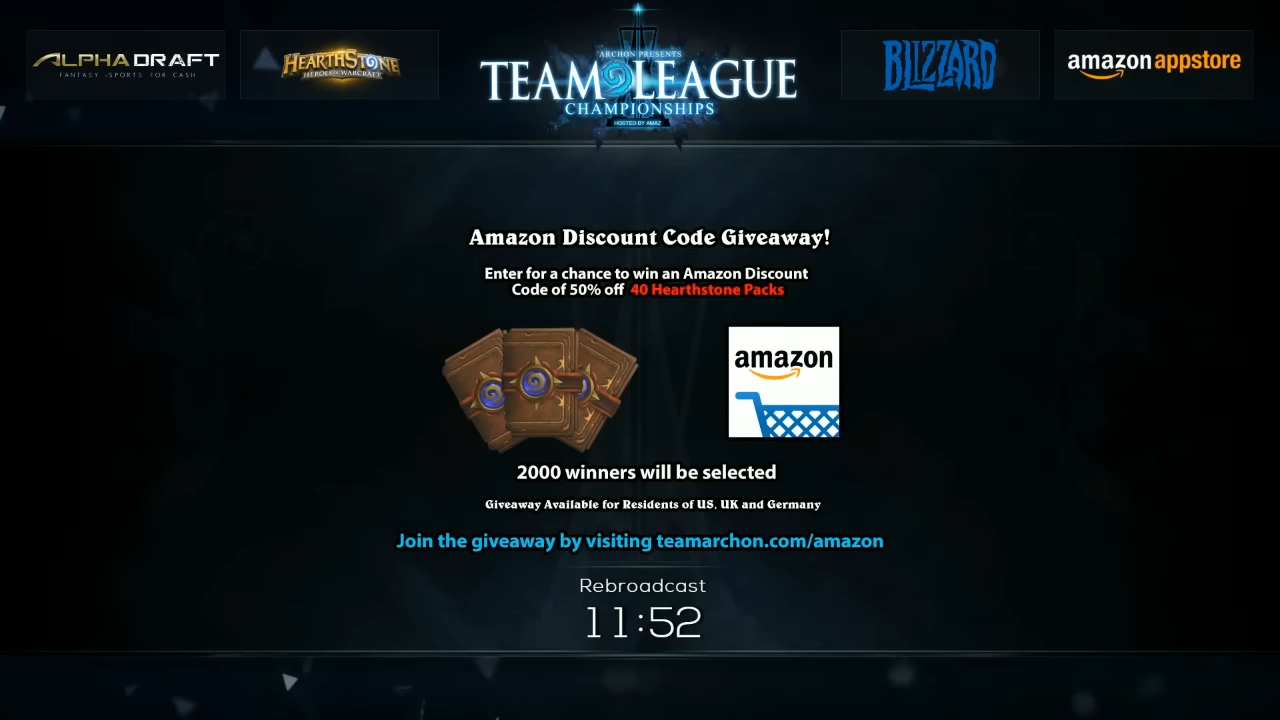 ALPHADRAFT
FANTASY SPORTS FOR CASH
HEARTHSTONE
HEROES OF WARCRAFT
ARCHON PRESENTS
TEAM LEAGUE
CHAMPIONSHIPS
HOSTED BY AMAZ
BLIZZARD
amazon appstore
Amazon Discount Code Giveaway!
Enter for a chance to win an Amazon Discount
Code of 50% off 40 Hearthstone Packs
amazon
2000 winners will be selected
Giveaway Available for Residents of US, UK and Germany
Join the giveaway by visiting teamarchon.com/amazon
Rebroadcast
11:52